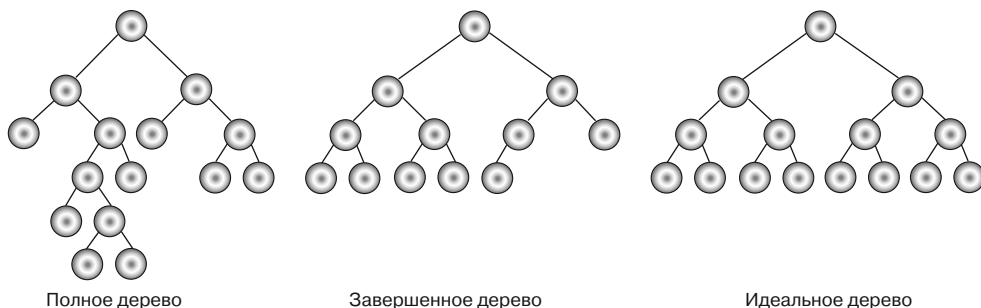 Полное дерево
Завершенное дерево
Идеальное дерево